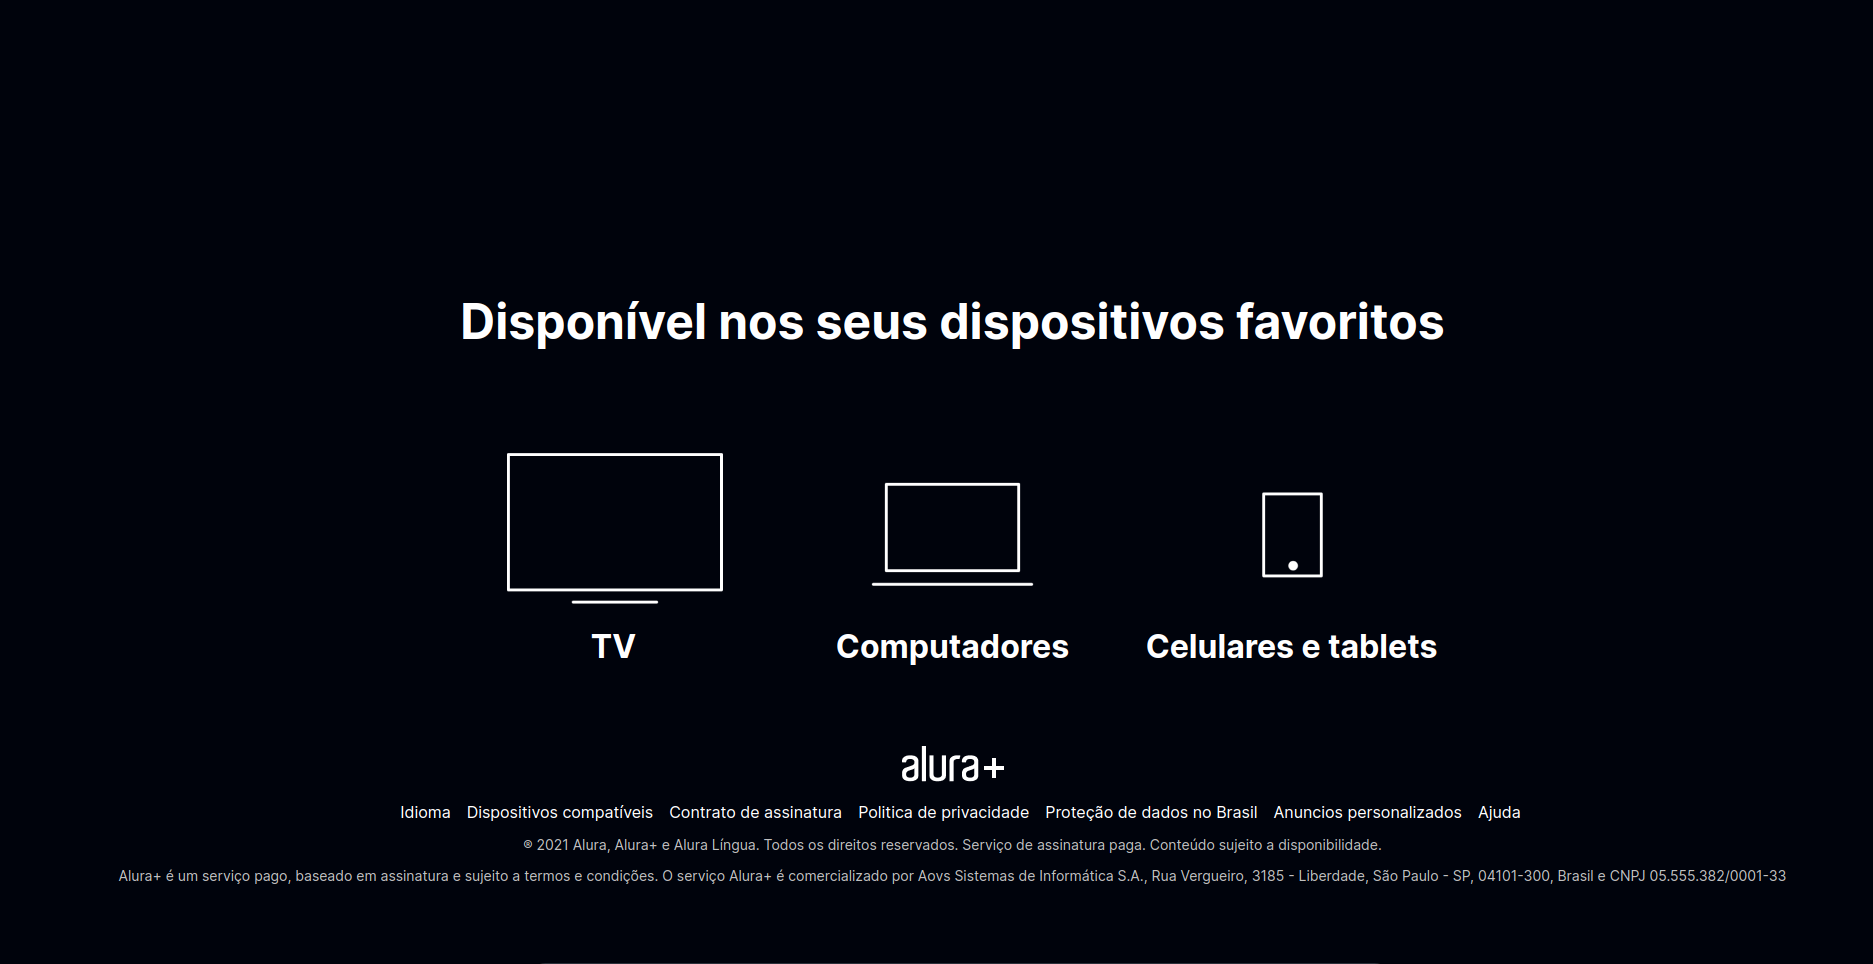 Disponível nos seus dispositivos favoritos
TV
Computadores
Celulares e tablets
alura+
Idioma Dispositivos compatíveis Contrato de assinatura Politica de privacidade Proteção de dados no Brasil Anuncios personalizados Ajuda
® 2021 Alura, Alura+ e Alura Língua. Todos os direitos reservados. Serviço de assinatura paga. Conteúdo sujeito a disponibilidade.
Alura+ é um serviço pago, baseado em assinatura e sujeito a termos e condições. O serviço Alura+ é comercializado por Aovs Sistemas de Informática S.A., Rua Vergueiro, 3185 - Liberdade, São Paulo - SP, 04101-300, Brasil e CNPJ 05.555.382/0001-33